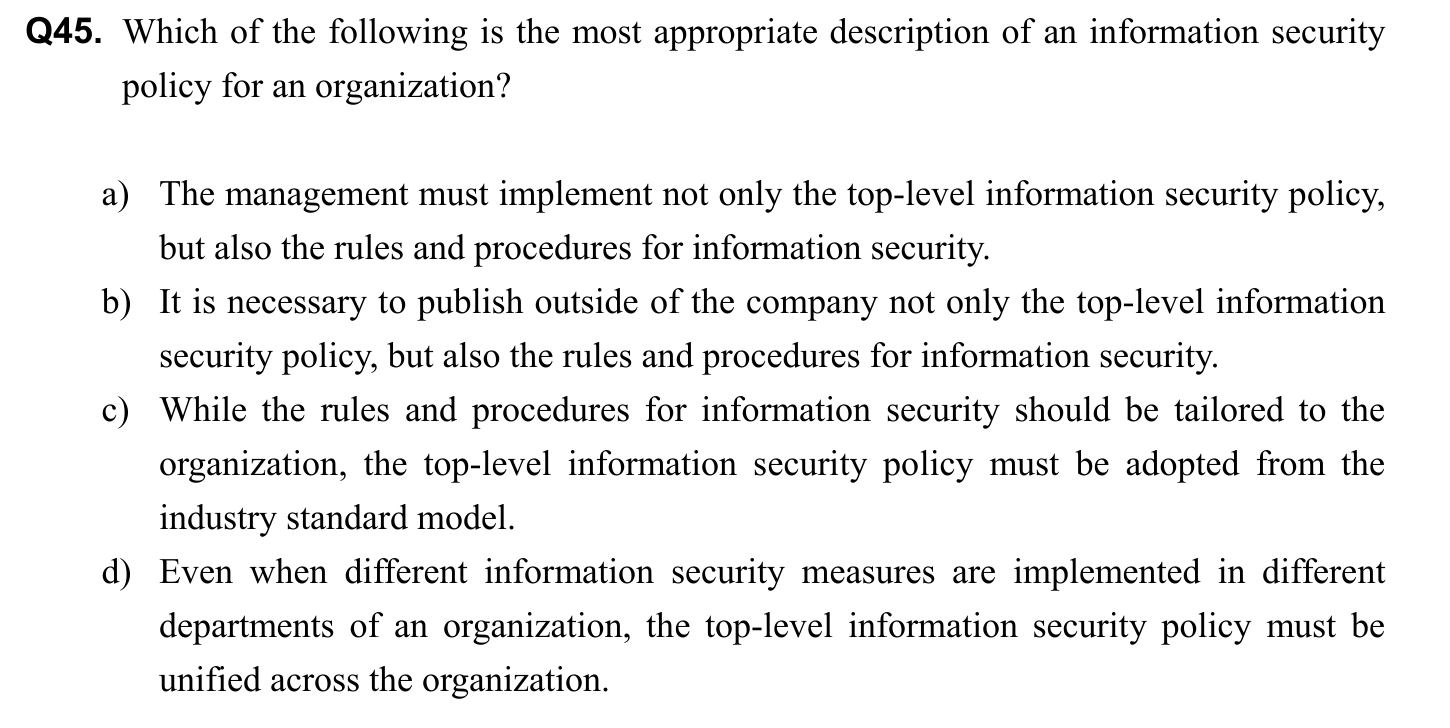 Q45. Which of the following is the most appropriate description of an information security
policy for an organization?
a) The management must implement not only the top-level information security policy,
but also the rules and procedures for information security.
b) It is necessary to publish outside of the company not only the top-level information
security policy, but also the rules and procedures for information security.
c) While the rules and procedures for information security should be tailored to the
organization, the top-level information security policy must be adopted from the
industry standard model.
d) Even when different information security measures are implemented in different
departments of an organization, the top-level information security policy must be
unified across the organization.